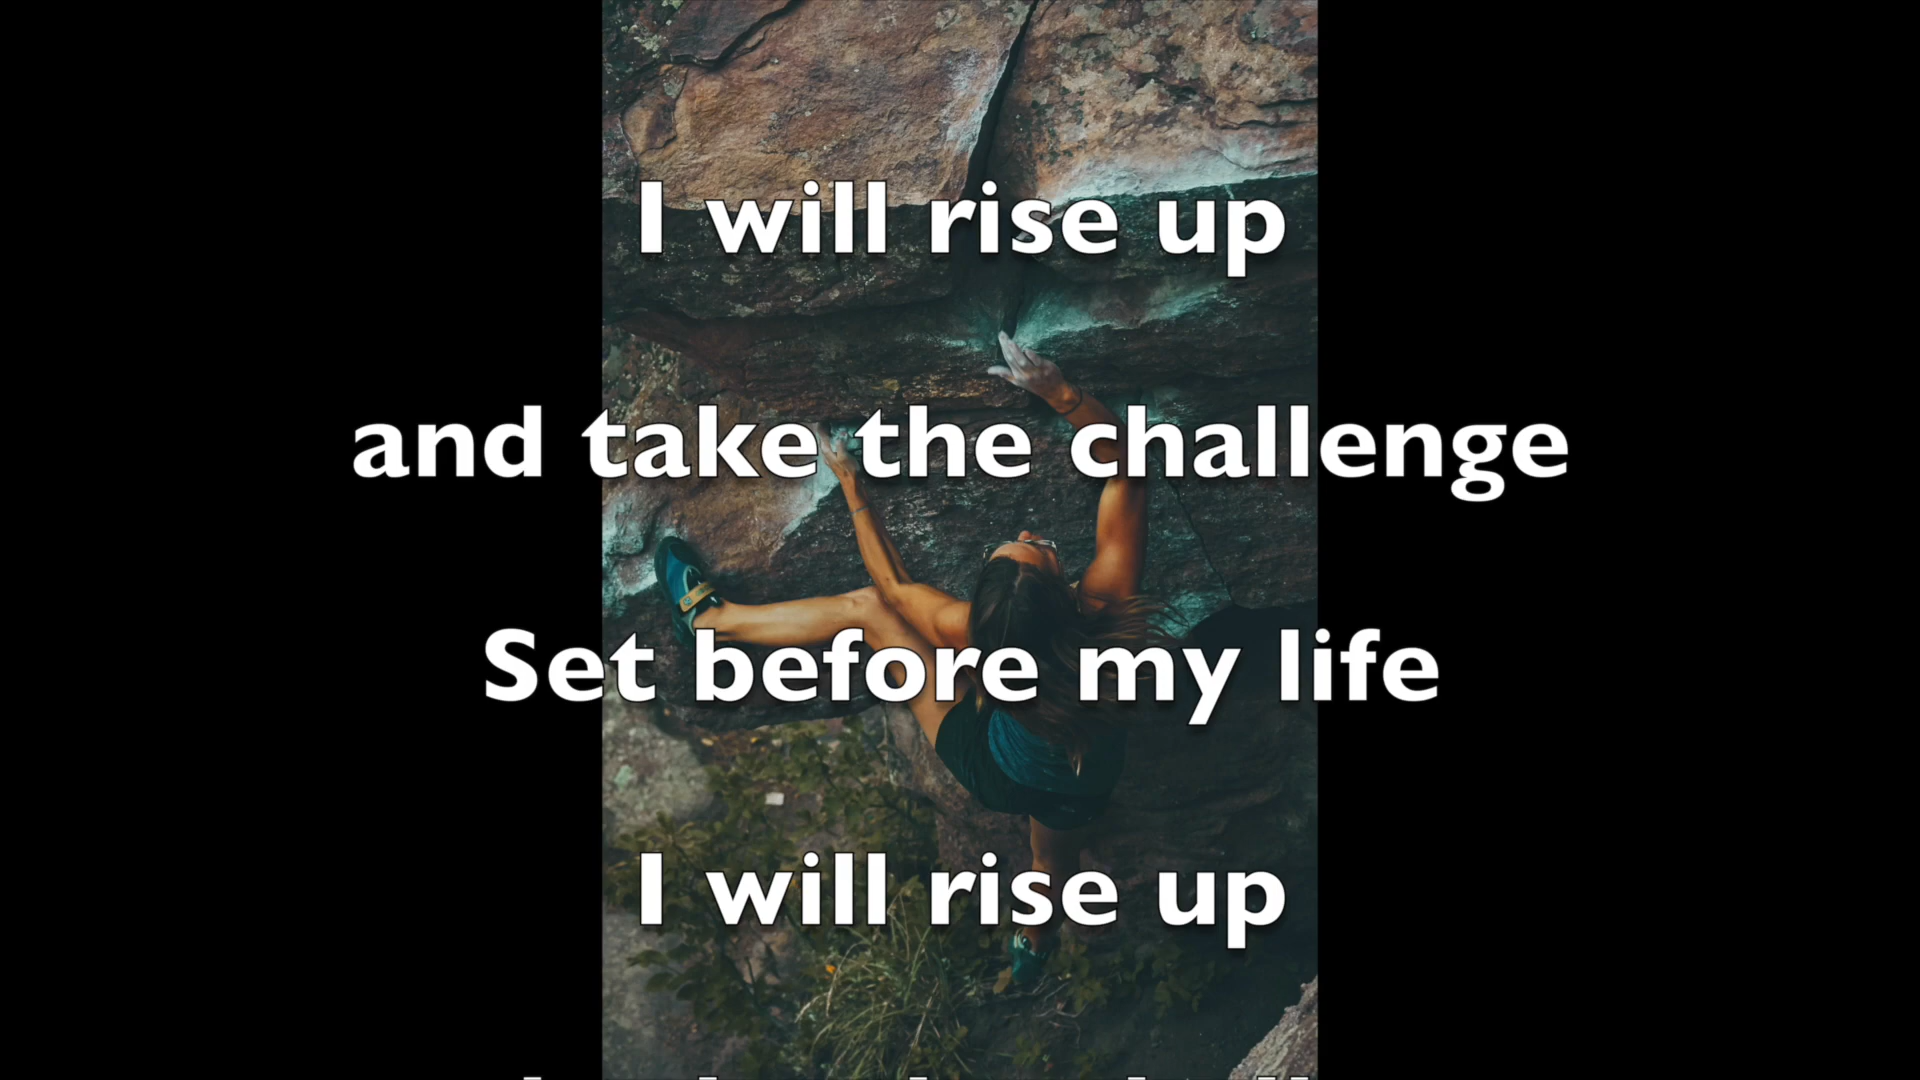 I will rise up
and take the challenge
Set before my life
I will rise up